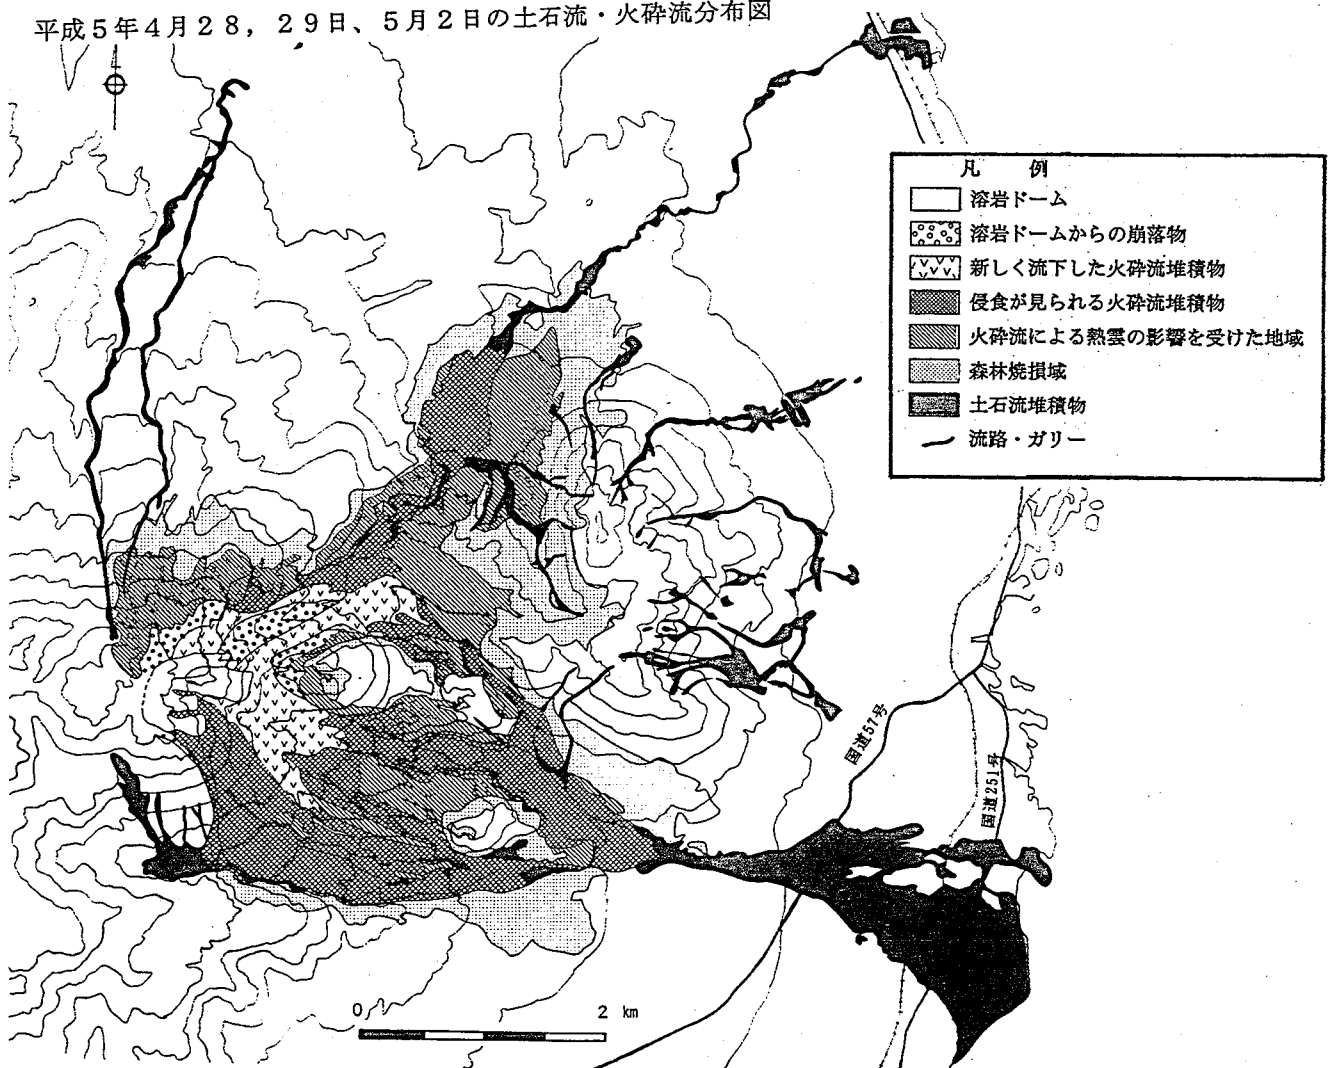 平成5年4月28，29日、5月2日の土石流・火砕流分布図
凡　例
溶岩ドーム
溶岩ドームからの崩落物
新しく流下した火砕流堆積物
侵食が見られる火砕流堆積物
火砕流による熱雲の影響を受けた地域
森林焼損域
土石流堆積物
流路・ガリー
国道57号
国道251号
0 2 km